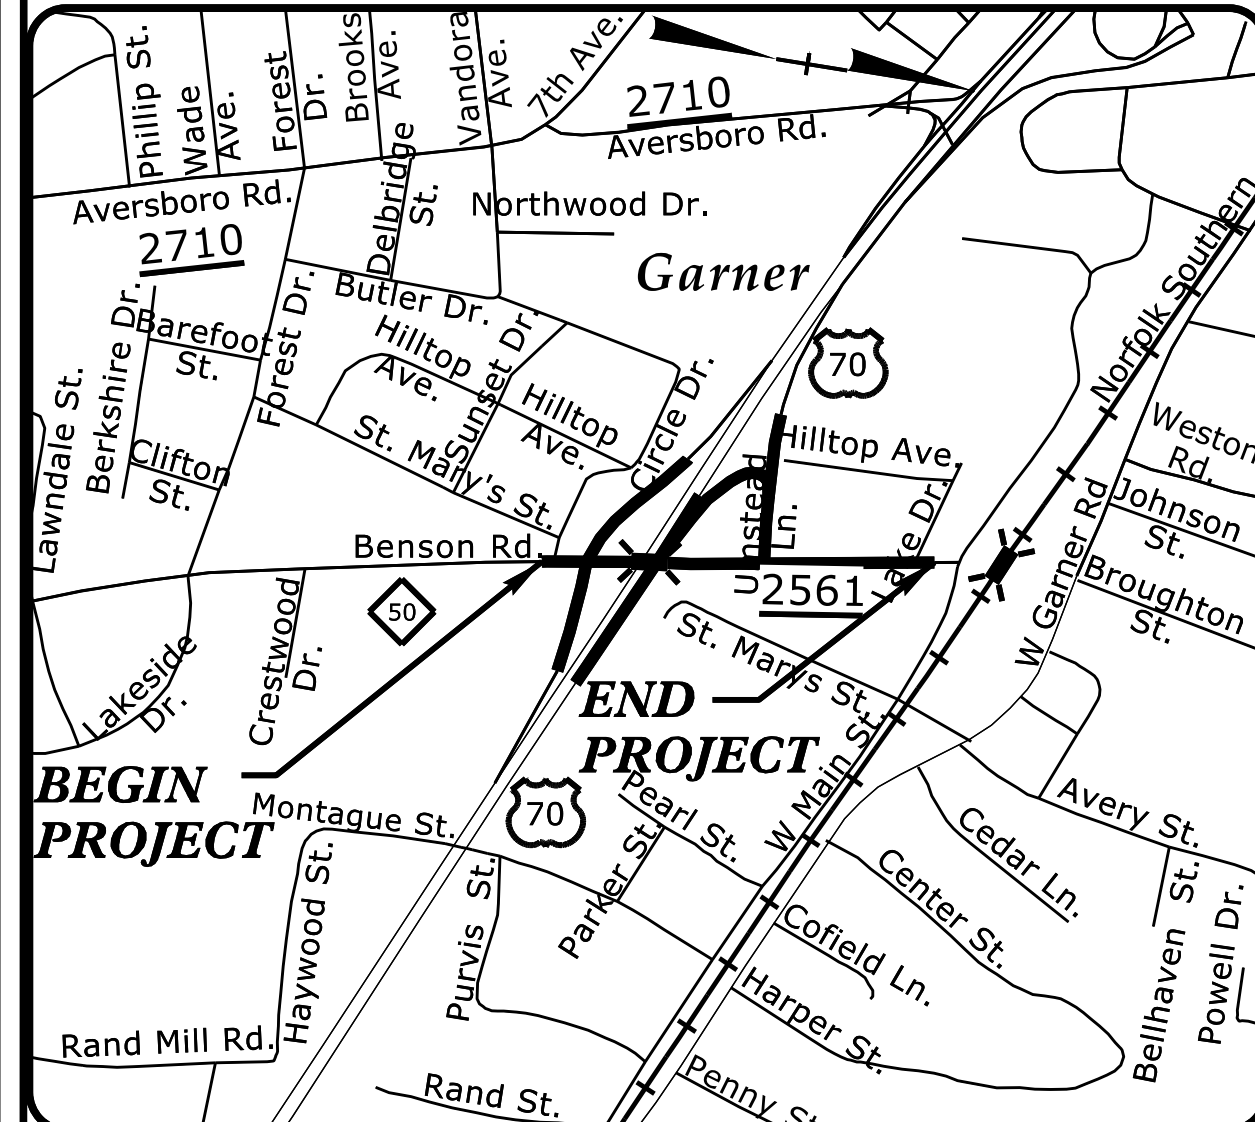 Phillip St.
Wade
Ave.
Forest
Dr.
Brooks
Ave.
Vandora
Ave.
7th Ave.
2710
Aversboro Rd.
Aversboro Rd.
2710
Delbridge
St.
Northwood Dr.
Garner
Norfolk Southern
Butler Dr.
Forest Dr.
Barefoot
St.
Berkshire Dr.
Lawndale St.
Clifton
St.
Hilltop
Ave.
Sunset Dr.
Hilltop
Ave.
Circle Dr.
St. Mary's St.
70
Hilltop Ave.
Weston
Rd.
Johnson
St.
Broughton
St.
W Garner Rd
Benson Rd.
50
Ln.
2561
St. Marys St.
Crestwood
Dr.
Lakeside
Dr.
END
PROJECT
BEGIN
PROJECT
W Main St.
70
Montague St.
Pearl St.
Parker St.
Avery St.
Cedar Ln.
Center St.
Bellhaven St.
Powell Dr.
Haywood St.
Purvis St.
Cofield Ln.
Harper St.
Rand Mill Rd.
Rand St.
Penny St